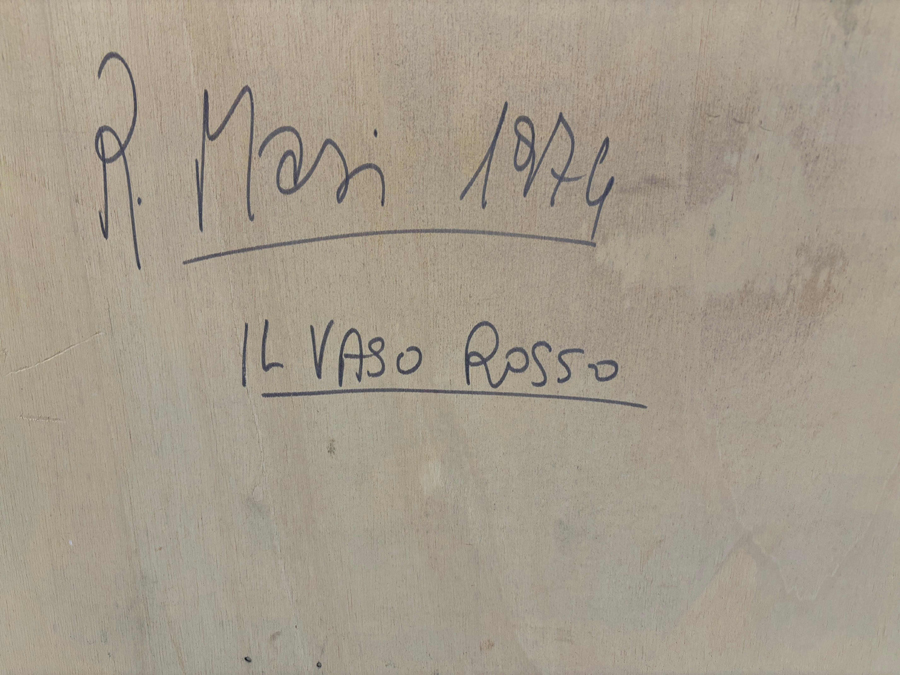 R. Masi 1974
IL VASO ROSSO